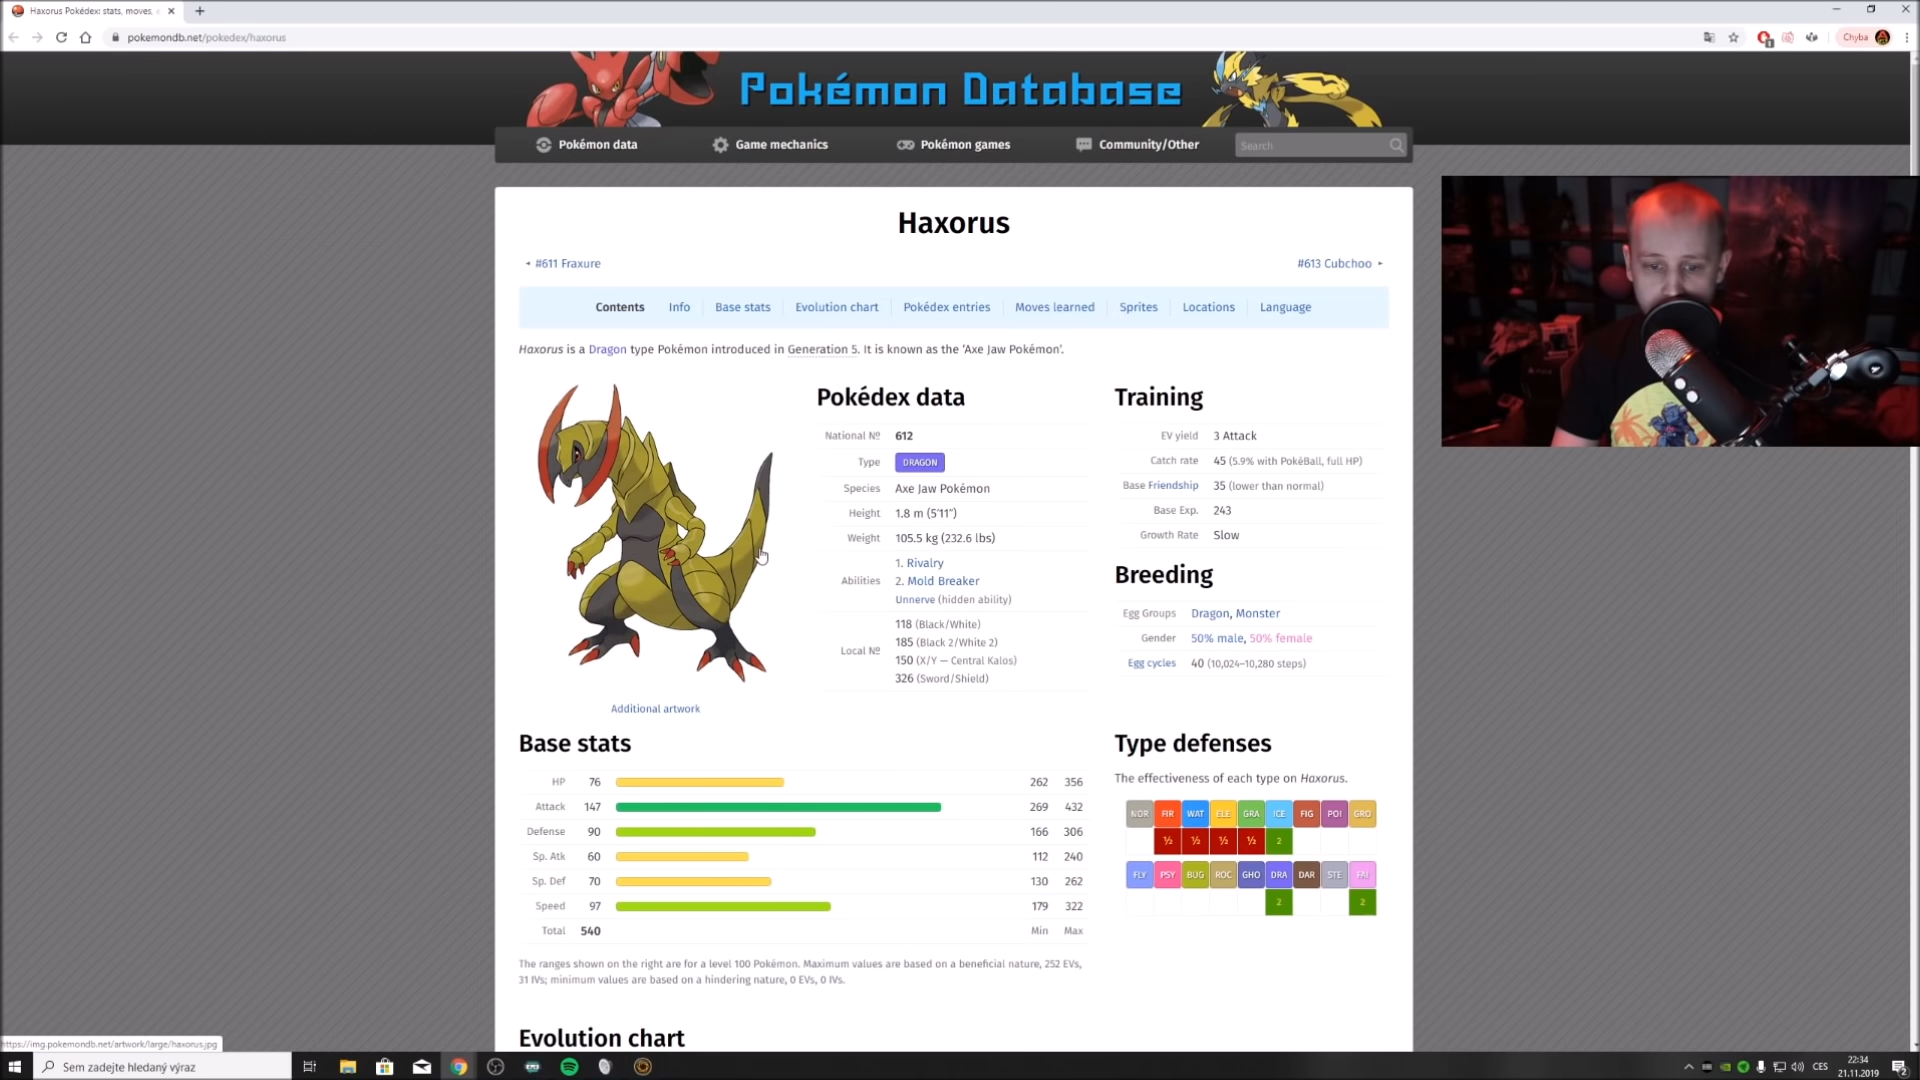 Haxorus Pokédex: stats, moves,
pokemondb.net/pokedex/haxorus
Chyba
Pokémon Database
Pokémon data
Game mechanics
Pokémon games
Community/Other
Search
Haxorus
#611 Fraxure
#613 Cubchoo
Contents
Info
Base stats
Evolution chart
Pokédex entries
Moves learned
Sprites
Locations
Language
Haxorus is a Dragon type Pokémon introduced in Generation 5. It is known as the ‘Axe Jaw Pokémon’.
Additional artwork
Pokédex data
National № 612
Type DRAGON
Species Axe Jaw Pokémon
Height 1.8 m (5′11″)
Weight 105.5 kg (232.6 lbs)
Abilities
1. Rivalry
2. Mold Breaker
Unnerve (hidden ability)
Local №
118 (Black/White)
185 (Black 2/White 2)
150 (X/Y — Central Kalos)
326 (Sword/Shield)
Training
EV yield 3 Attack
Catch rate 45 (5.9% with PokéBall, full HP)
Base Friendship 35 (lower than normal)
Base Exp. 243
Growth Rate Slow
Breeding
Egg Groups Dragon, Monster
Gender 50% male, 50% female
Egg cycles 40 (10,024–10,280 steps)
Base stats
HP 76 262 356
Attack 147 269 432
Defense 90 166 306
Sp. Atk 60 112 240
Sp. Def 70 130 262
Speed 97 179 322
Total 540 Min Max
The ranges shown on the right are for a level 100 Pokémon. Maximum values are based on a beneficial nature, 252 EVs,
31 IVs; minimum values are based on a hindering nature, 0 EVs, 0 IVs.
Type defenses
The effectiveness of each type on Haxorus.
NOR FIR WAT ELE GRA ICE FIG POI GRO
½ ½ ½ ½ 2
FLY PSY BUG ROC GHO DRA DAR STE FAI
2 2
Evolution chart
https://img.pokemondb.net/artwork/large/haxorus.jpg
Sem zadejte hledaný výraz
CES
22:34
21.11.2019
2